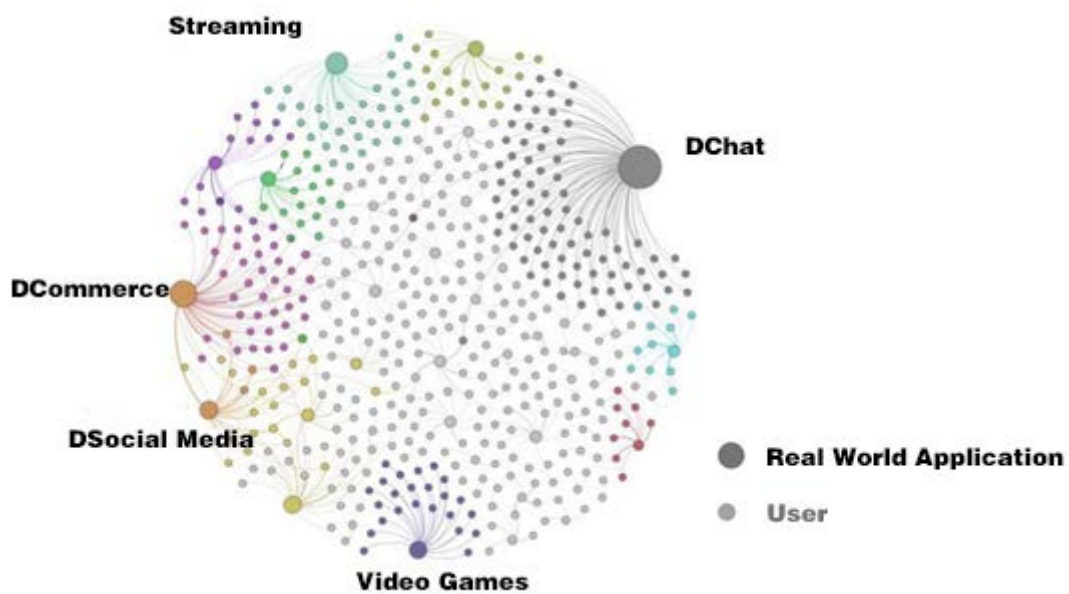 Streaming
DChat
DCommerce
DSocial Media
Real World Application
User
Video Games